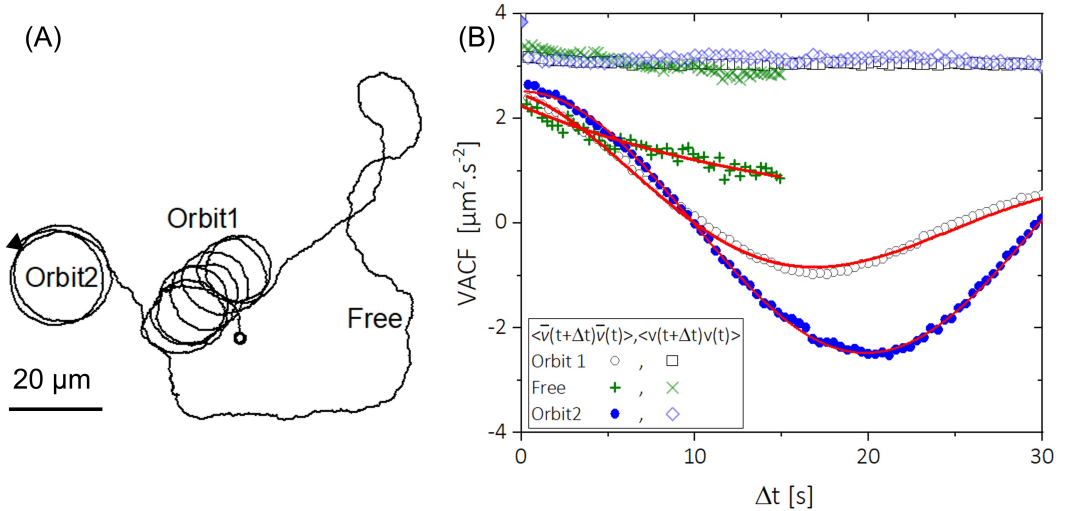 (A)
Orbit1
Orbit2
Free
20 µm
(B)
VACF [µm².s⁻²]
4
2
0
-2
-4
<v̅(t+Δt)v̅(t)>,<v(t+Δt)v(t)>
Orbit 1 ,
Free ,
Orbit2 ,
0 10 20 30
Δt [s]